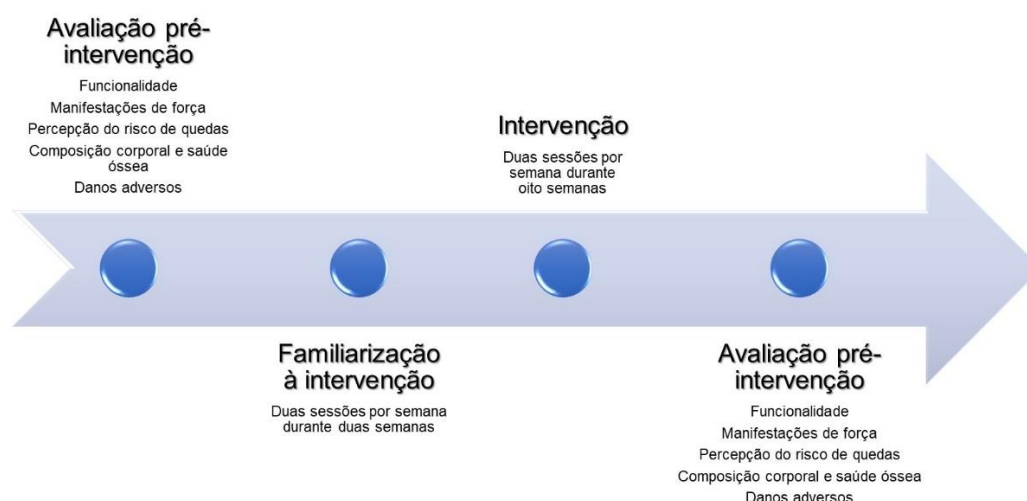 Avaliação pré-
intervenção
Funcionalidade
Manifestações de força
Percepção do risco de quedas
Composição corporal e saúde
óssea
Danos adversos
Familiarização
à intervenção
Duas sessões por semana
durante duas semanas
Intervenção
Duas sessões por
semana durante
oito semanas
Avaliação pré-
intervenção
Funcionalidade
Manifestações de força
Percepção do risco de quedas
Composição corporal e saúde óssea
Danos adversos